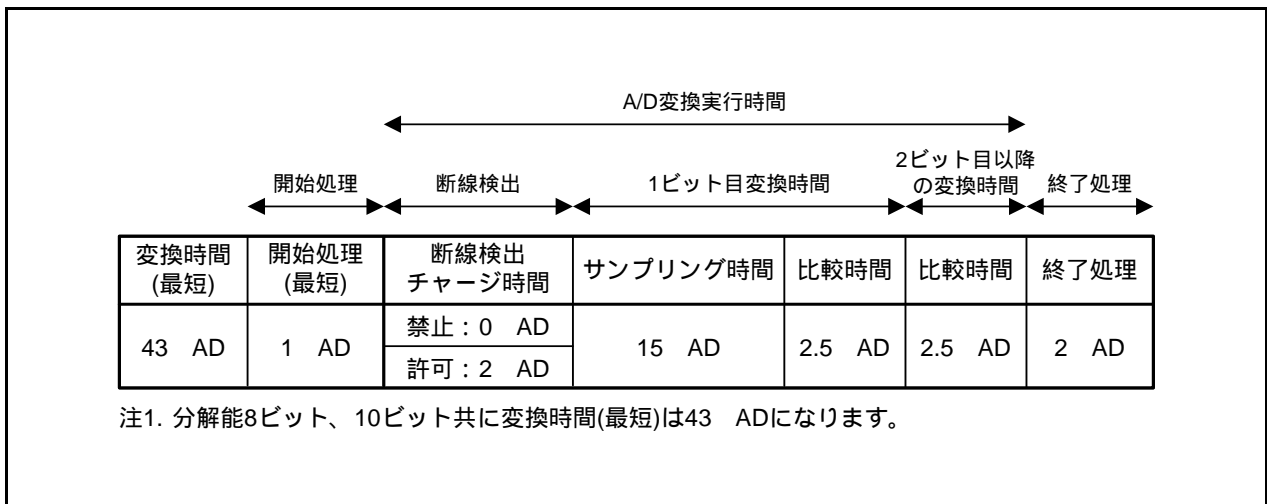 A/D変換実行時間
開始処理
断線検出
1ビット目変換時間
2ビット目以降
の変換時間
終了処理
変換時間
(最短)
開始処理
(最短)
断線検出
チャージ時間
サンプリング時間
比較時間
比較時間
終了処理
43 AD
1 AD
禁止：0 AD
許可：2 AD
15 AD
2.5 AD
2.5 AD
2 AD
注1. 分解能8ビット、10ビット共に変換時間(最短)は43 ADになります。